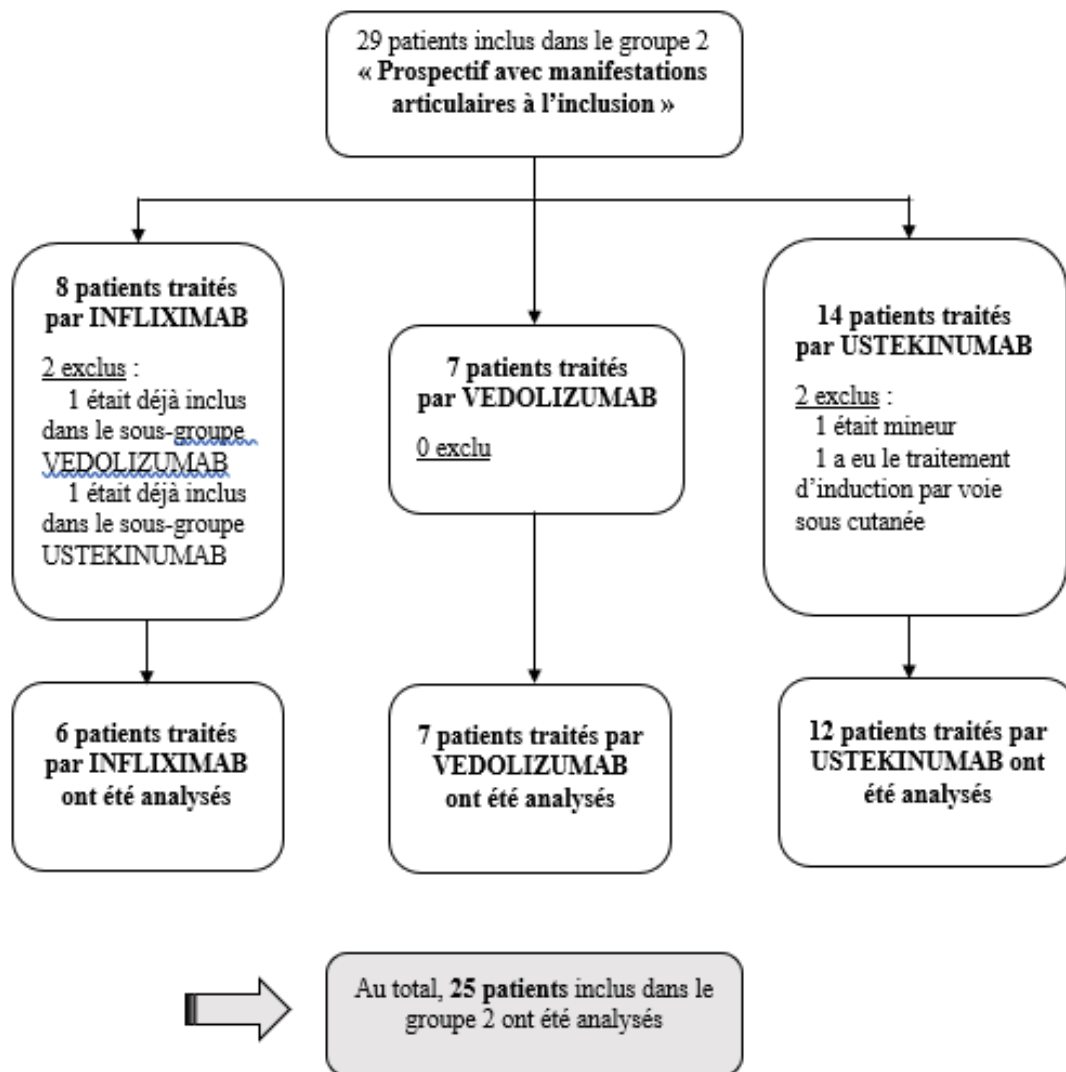 29 patients inclus dans le groupe 2
« Prospectif avec manifestations
articulaires à l’inclusion »
8 patients traités
par INFLIXIMAB
2 exclus :
1 était déjà inclus
dans le sous-groupe
VEDOLIZUMAB
1 était déjà inclus
dans le sous-groupe
USTEKINUMAB
7 patients traités
par VEDOLIZUMAB
0 exclu
14 patients traités
par USTEKINUMAB
2 exclus :
1 était mineur
1 a eu le traitement
d’induction par voie
sous cutanée
6 patients traités
par INFLIXIMAB
ont été analysés
7 patients traités par
VEDOLIZUMAB
ont été analysés
12 patients traités par
USTEKINUMAB ont
été analysés
Au total, 25 patients inclus dans le
groupe 2 ont été analysés